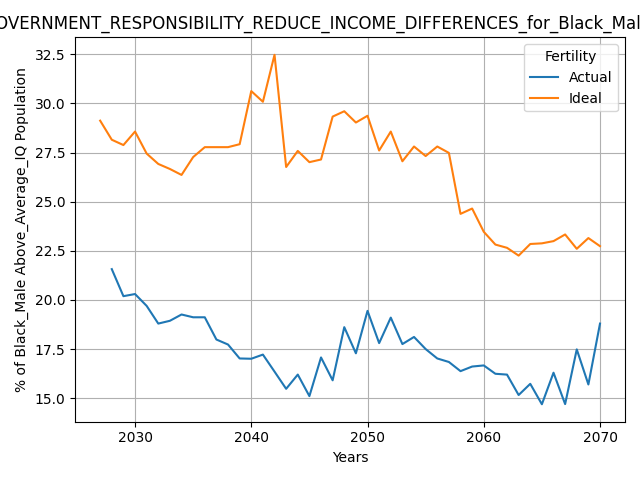 OVERNMENT_RESPONSIBILITY_REDUCE_INCOME_DIFFERENCES_for_Black_Mal
Fertility
Actual
Ideal
% of Black_Male Above_Average_IQ Population
32.5
30.0
27.5
25.0
22.5
20.0
17.5
15.0
2030 2040 2050 2060 2070
Years